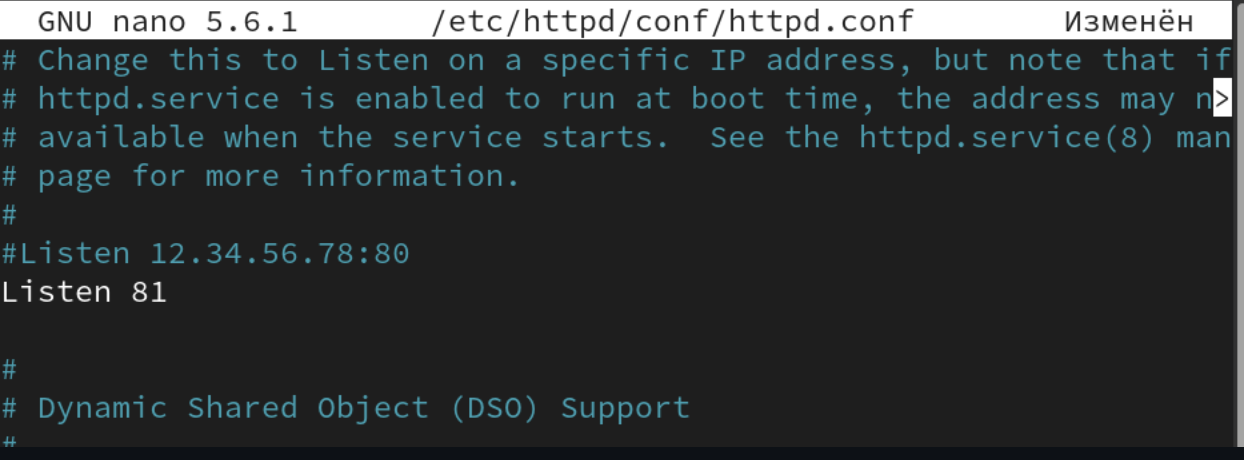 GNU nano 5.6.1 /etc/httpd/conf/httpd.conf Изменён
# Change this to Listen on a specific IP address, but note that if
# httpd.service is enabled to run at boot time, the address may n>
# available when the service starts.  See the httpd.service(8) man
# page for more information.
#
#Listen 12.34.56.78:80
Listen 81
#
# Dynamic Shared Object (DSO) Support
#